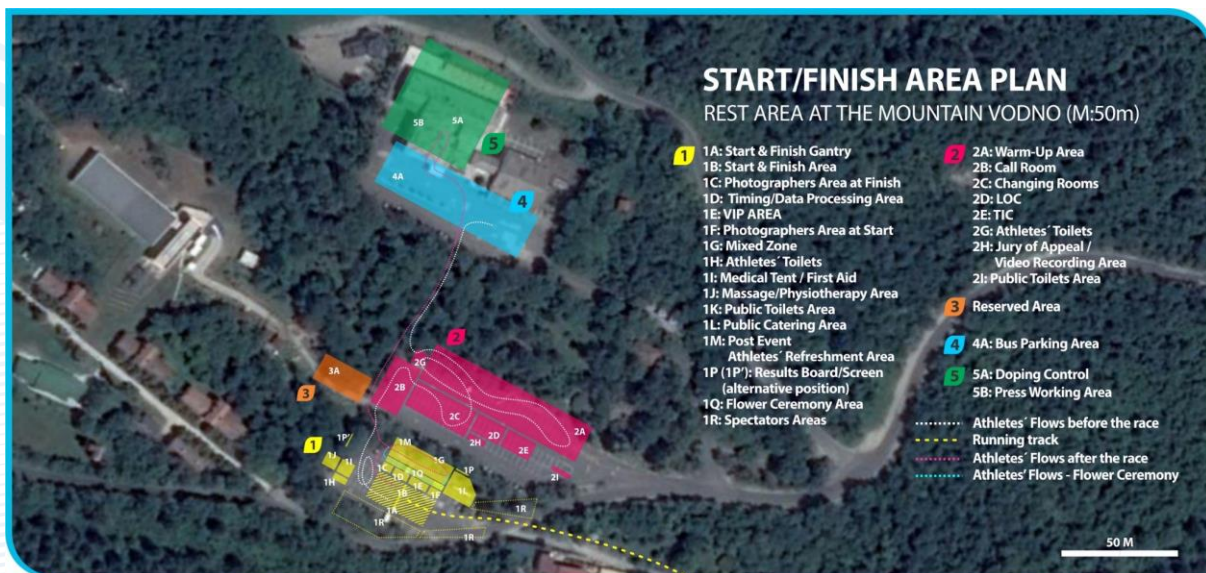 START/FINISH AREA PLAN
REST AREA AT THE MOUNTAIN VODNO (M:50m)
1
1A: Start & Finish Gantry
1B: Start & Finish Area
1C: Photographers Area at Finish
1D: Timing/Data Processing Area
1E: VIP AREA
1F: Photographers Area at Start
1G: Mixed Zone
1H: Athletes´ Toilets
1I: Medical Tent / First Aid
1J: Massage/Physiotherapy Area
1K: Public Toilets Area
1L: Public Catering Area
1M: Post Event
Athletes´ Refreshment Area
1P (1P'): Results Board/Screen
(alternative position)
1Q: Flower Ceremony Area
1R: Spectators Areas
2
2A: Warm-Up Area
2B: Call Room
2C: Changing Rooms
2D: LOC
2E: TIC
2G: Athletes´ Toilets
2H: Jury of Appeal /
Video Recording Area
2I: Public Toilets Area
3
Reserved Area
4
4A: Bus Parking Area
5
5A: Doping Control
5B: Press Working Area
Athletes´ Flows before the race
Running track
Athletes´ Flows after the race
Athletes' Flows - Flower Ceremony
50 M
5B
5A
5
4A
4
2
2G
3A
3
2B
2C
2D
2H
2E
2A
2I
1
1P'
1J
1I
1H
1M
1G
1C
1Q
1D
1P
1E
1F
1B
1L
1A
1R
1R
1R